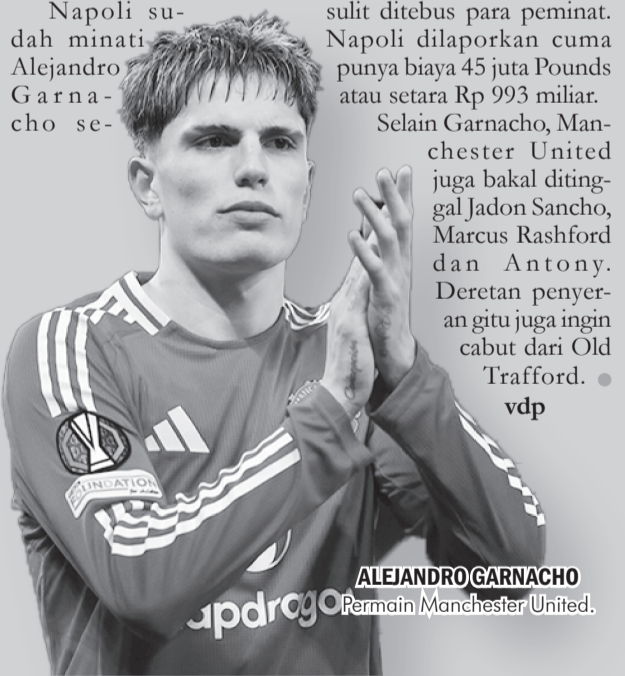 Napoli su-
dah minati
Alejandro
Garna-
cho se-
sulit ditebus para peminat.
Napoli dilaporkan cuma
punya biaya 45 juta Pounds
atau setara Rp 993 miliar.
Selain Garnacho, Man-
chester United
juga bakal diting-
gal Jadon Sancho,
Marcus Rashford
dan Antony.
Deretan penyer-
an gitu juga ingin
cabut dari Old
Trafford.
vdp
FOUNDATION
apdrago
ALEJANDRO GARNACHO
Permain Manchester United.